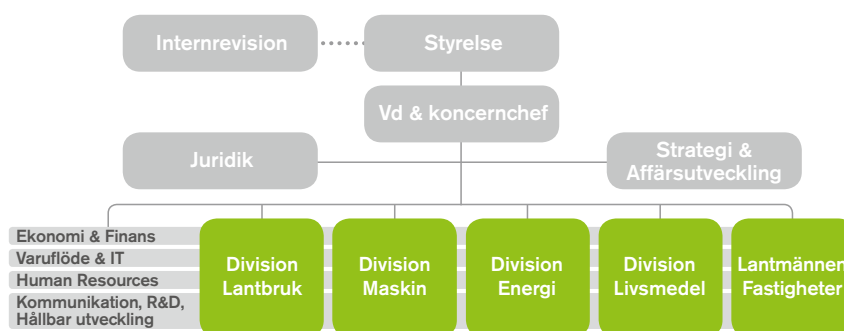 Internrevision
Styrelse
Vd & koncernchef
Juridik
Strategi &
Affärsutveckling
Ekonomi & Finans
Varuflöde & IT
Human Resources
Kommunikation, R&D,
Hållbar utveckling
Division
Lantbruk
Division
Maskin
Division
Energi
Division
Livsmedel
Lantmännen
Fastigheter